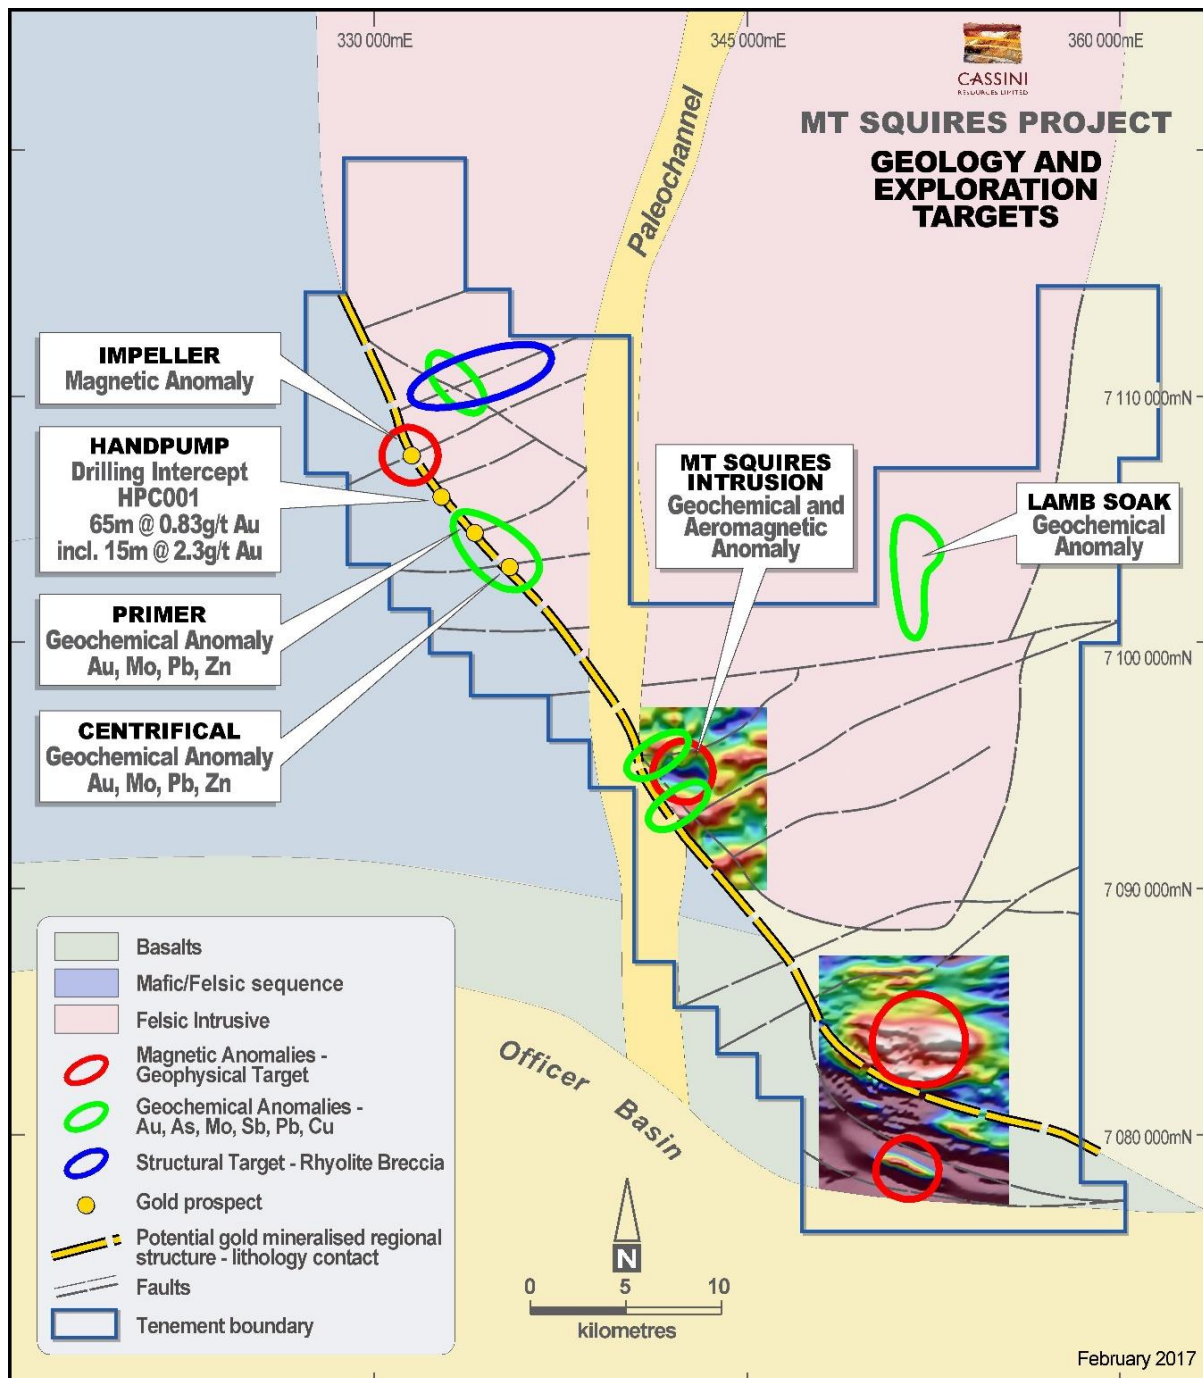 330 000mE
345 000mE
360 000mE
CASSINI
RESOURCES LIMITED
MT SQUIRES PROJECT
GEOLOGY AND
EXPLORATION
TARGETS
Paleochannel
IMPELLER
Magnetic Anomaly
7 110 000mN
HANDPUMP
Drilling Intercept
HPC001
65m @ 0.83g/t Au
incl. 15m @ 2.3g/t Au
MT SQUIRES
INTRUSION
Geochemical and
Aeromagnetic
Anomaly
LAMB SOAK
Geochemical
Anomaly
PRIMER
Geochemical Anomaly
Au, Mo, Pb, Zn
7 100 000mN
CENTRIFICAL
Geochemical Anomaly
Au, Mo, Pb, Zn
7 090 000mN
Basalts
Mafic/Felsic sequence
Felsic Intrusive
Magnetic Anomalies -
Geophysical Target
Geochemical Anomalies -
Au, As, Mo, Sb, Pb, Cu
Structural Target - Rhyolite Breccia
Gold prospect
Potential gold mineralised regional
structure - lithology contact
Faults
Tenement boundary
Officer Basin
7 080 000mN
N
0 5 10
kilometres
February 2017